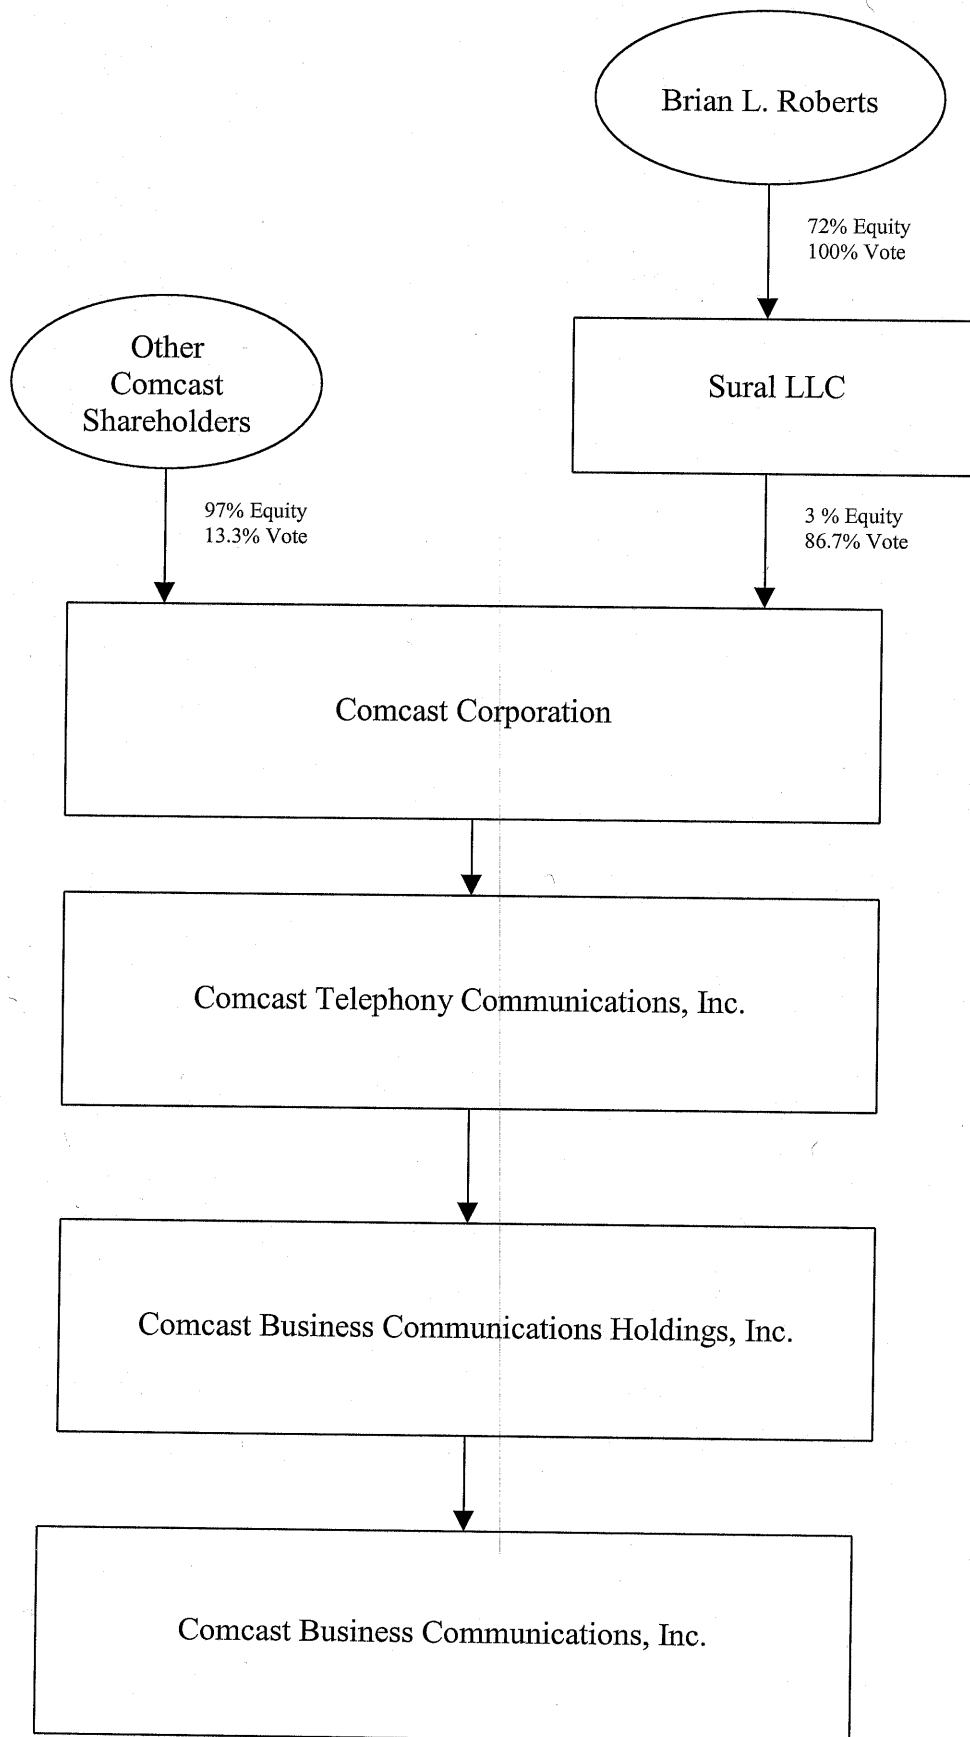 Brian L. Roberts
72% Equity
100% Vote
Other
Comcast
Shareholders
Sural LLC
97% Equity
13.3% Vote
3 % Equity
86.7% Vote
Comcast Corporation
Comcast Telephony Communications, Inc.
Comcast Business Communications Holdings, Inc.
Comcast Business Communications, Inc.